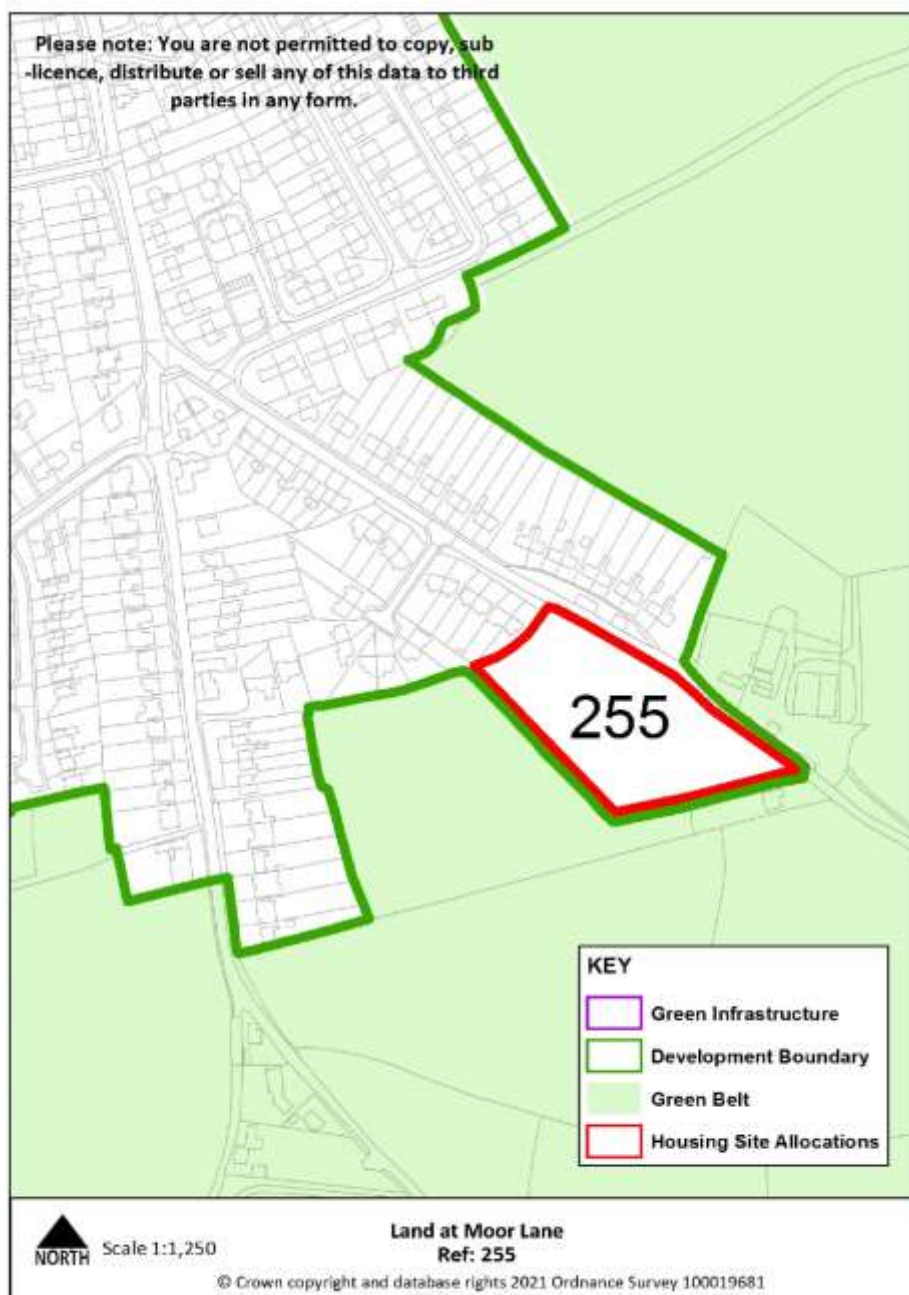 Please note: You are not permitted to copy, sub
-licence, distribute or sell any of this data to third
parties in any form.
255
KEY
Green Infrastructure
Development Boundary
Green Belt
Housing Site Allocations
NORTH
Scale 1:1,250
Land at Moor Lane
Ref: 255
© Crown copyright and database rights 2021 Ordnance Survey 100019681